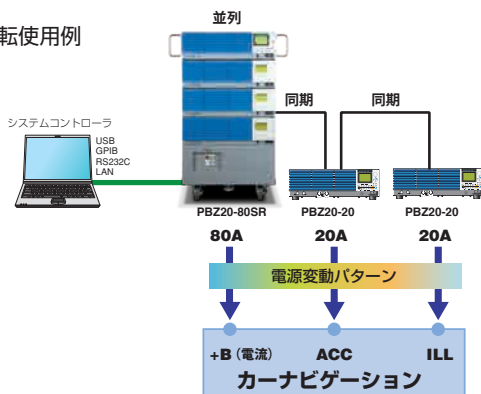 転使用例
並列
同期
同期
システムコントローラ
USB
GPIB
RS232C
LAN
PBZ20-80SR
PBZ20-20
PBZ20-20
80A
20A
20A
電源変動パターン
+B（電流）
ACC
ILL
カーナビゲーション